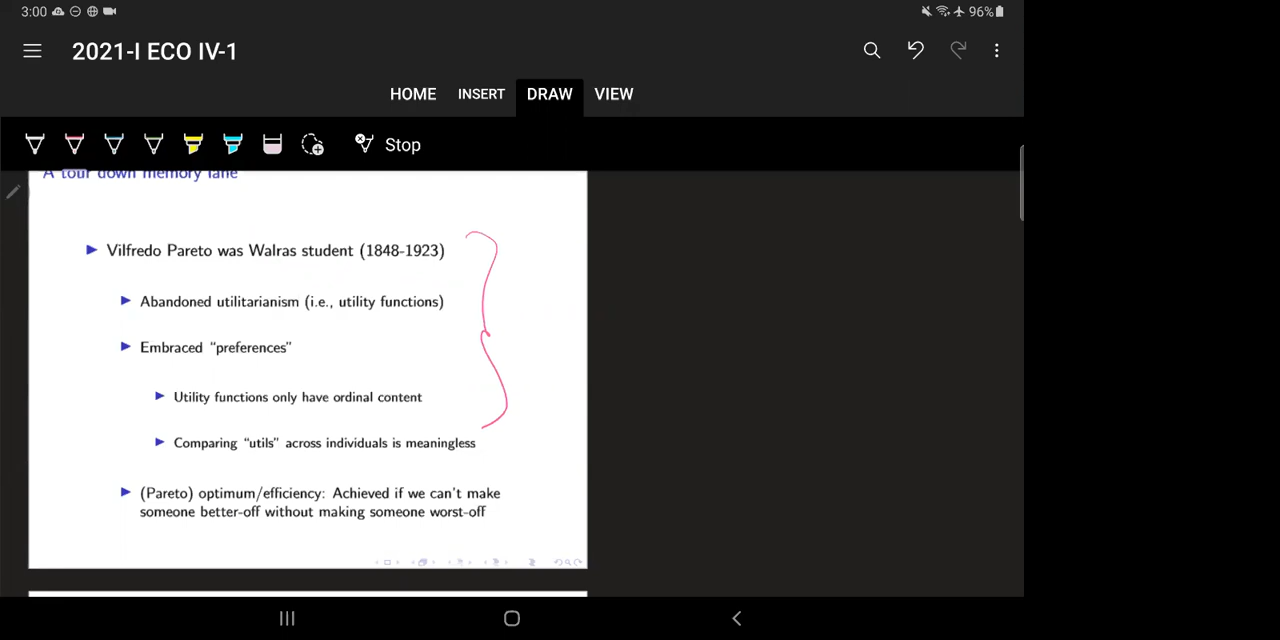 3:00 96%
2021-I ECO IV-1
HOME INSERT DRAW VIEW
Stop
A tour down memory lane
Vilfredo Pareto was Walras student (1848-1923)
Abandoned utilitarianism (i.e., utility functions)
Embraced “preferences”
Utility functions only have ordinal content
Comparing “utils” across individuals is meaningless
(Pareto) optimum/efficiency: Achieved if we can't make
someone better-off without making someone worst-off